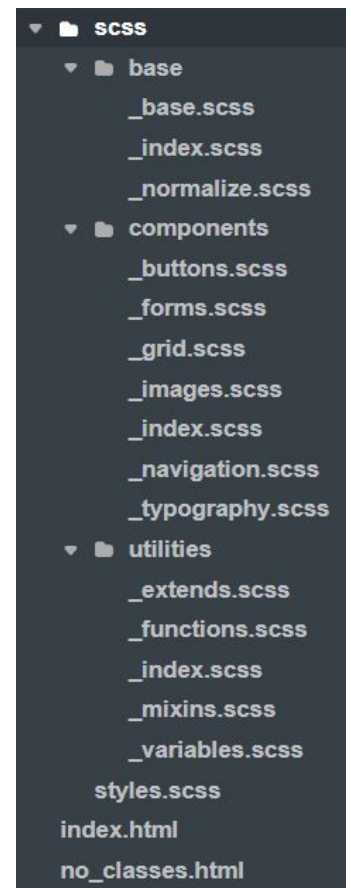 scss
base
_base.scss
_index.scss
_normalize.scss
components
_buttons.scss
_forms.scss
_grid.scss
_images.scss
_index.scss
_navigation.scss
_typography.scss
utilities
_extends.scss
_functions.scss
_index.scss
_mixins.scss
_variables.scss
styles.scss
index.html
no_classes.html